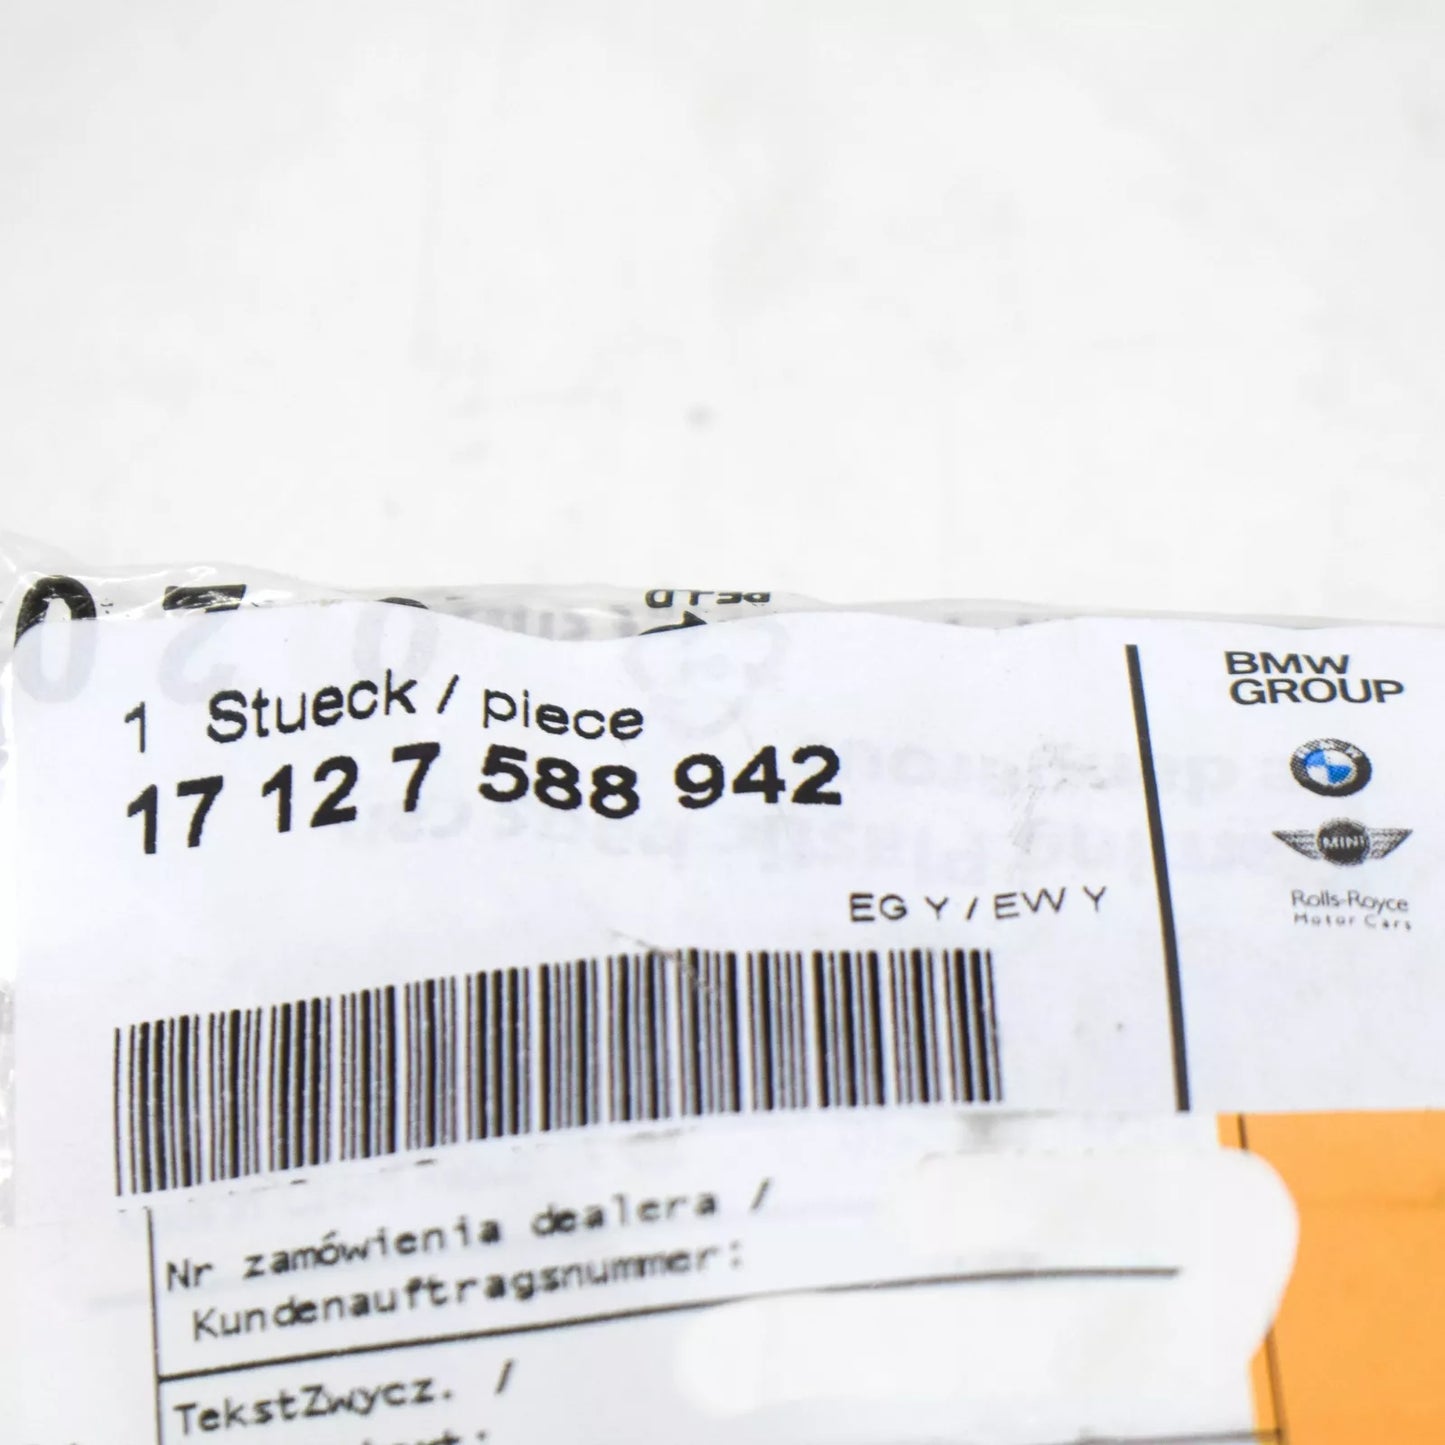 1 Stueck / piece
17 12 7 588 942
EG Y / EW Y
BMW
GROUP
MINI
Rolls-Royce
Motor Cars
Nr zamówienia dealera /
Kundenauftragsnummer:
TekstZwycz. /